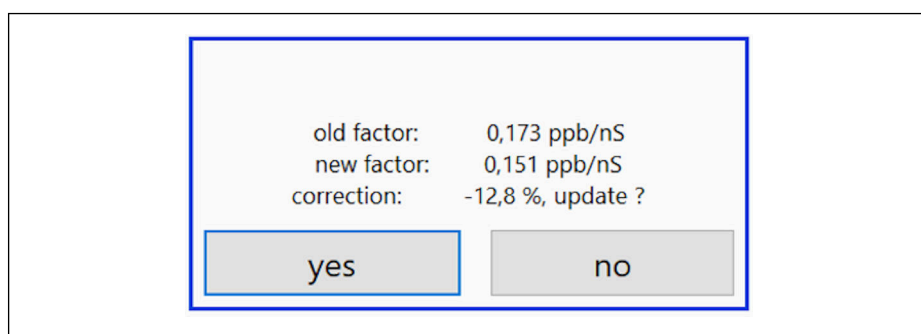 old factor: 0,173 ppb/nS
new factor: 0,151 ppb/nS
correction: -12,8 %, update ?
yes no